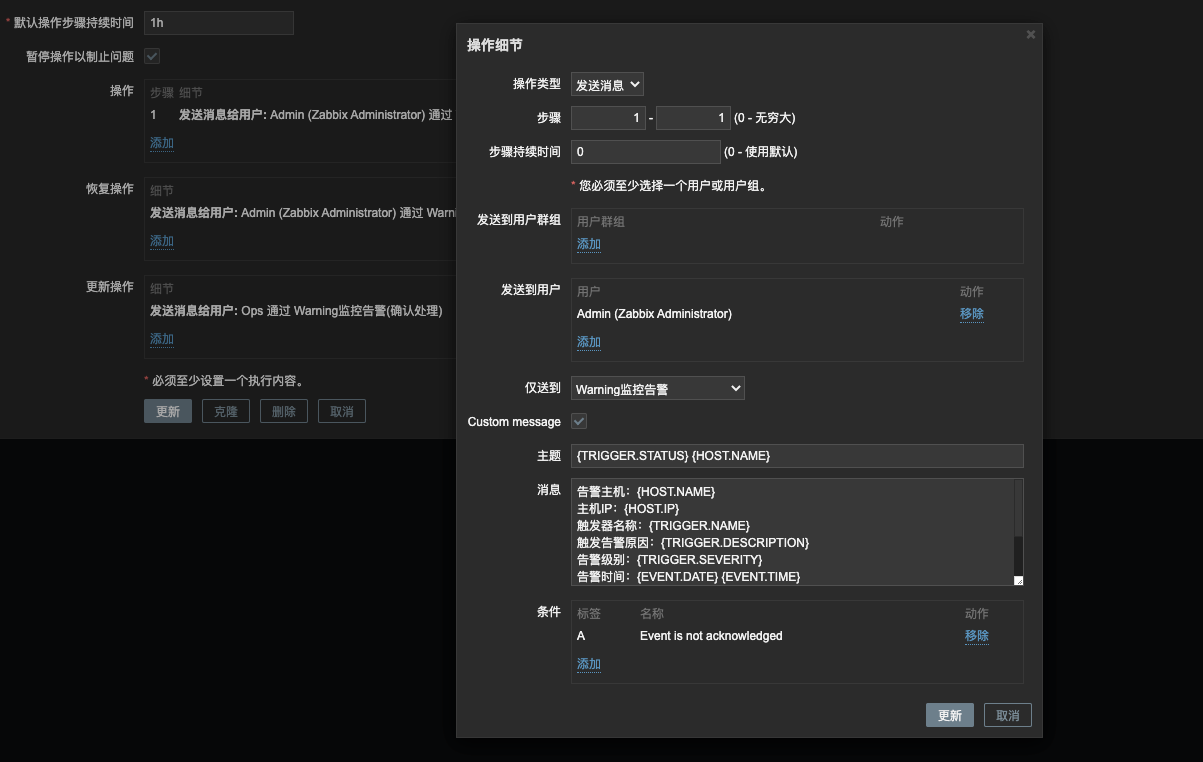 * 默认操作步骤持续时间 1h
暂停操作以制止问题
操作 步骤 细节
1 发送消息给用户: Admin (Zabbix Administrator) 通过
添加
恢复操作 细节
发送消息给用户: Admin (Zabbix Administrator) 通过 Warni
添加
更新操作 细节
发送消息给用户: Ops 通过 Warning监控告警(确认处理)
添加
* 必须至少设置一个执行内容。
更新 克隆 删除 取消
操作细节
操作类型 发送消息
步骤 1 - 1 (0 - 无穷大)
步骤持续时间 0 (0 - 使用默认)
* 您必须至少选择一个用户或用户组。
发送到用户群组 用户群组 动作
添加
发送到用户 用户 动作
Admin (Zabbix Administrator) 移除
添加
仅送到 Warning监控告警
Custom message
主题 {TRIGGER.STATUS} {HOST.NAME}
消息 告警主机：{HOST.NAME}
主机IP：{HOST.IP}
触发器名称：{TRIGGER.NAME}
触发告警原因：{TRIGGER.DESCRIPTION}
告警级别：{TRIGGER.SEVERITY}
告警时间：{EVENT.DATE} {EVENT.TIME}
条件 标签 名称 动作
A Event is not acknowledged 移除
添加
更新 取消